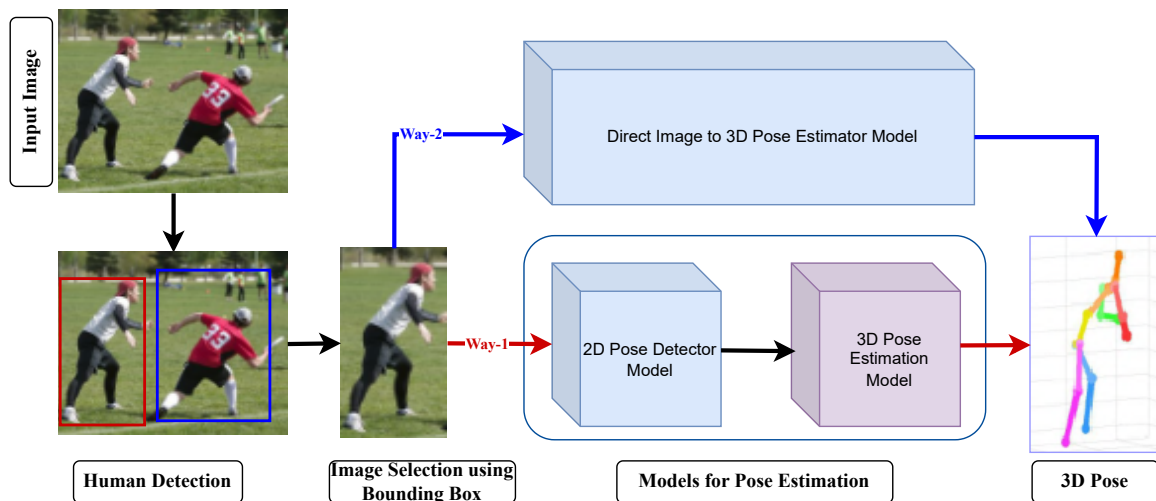 Input Image
Way-2
Direct Image to 3D Pose Estimator Model
33
33
Way-1
2D Pose Detector
Model
3D Pose
Estimation
Model
Human Detection
Image Selection using
Bounding Box
Models for Pose Estimation
3D Pose